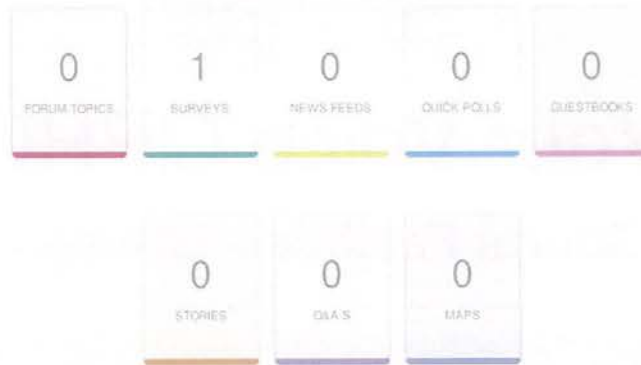 0 1 0 0 0
FORUM TOPICS SURVEYS NEWS FEEDS QUICK POLLS GUESTBOOKS
0 0 0
STORIES Q&A S MAPS